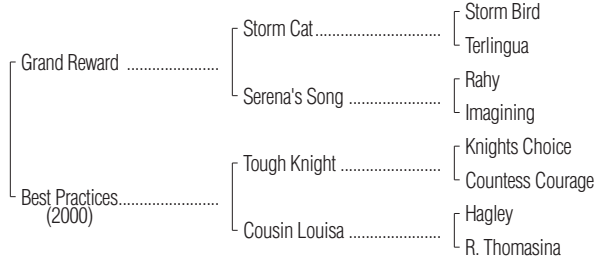 Storm Bird
Storm Cat..............................
Terlingua
Grand Reward ......................
Rahy
Serena's Song ......................
Imagining
Knights Choice
Tough Knight ........................
Countess Courage
Best Practices........................
(2000)
Hagley
Cousin Louisa ......................
R. Thomasina